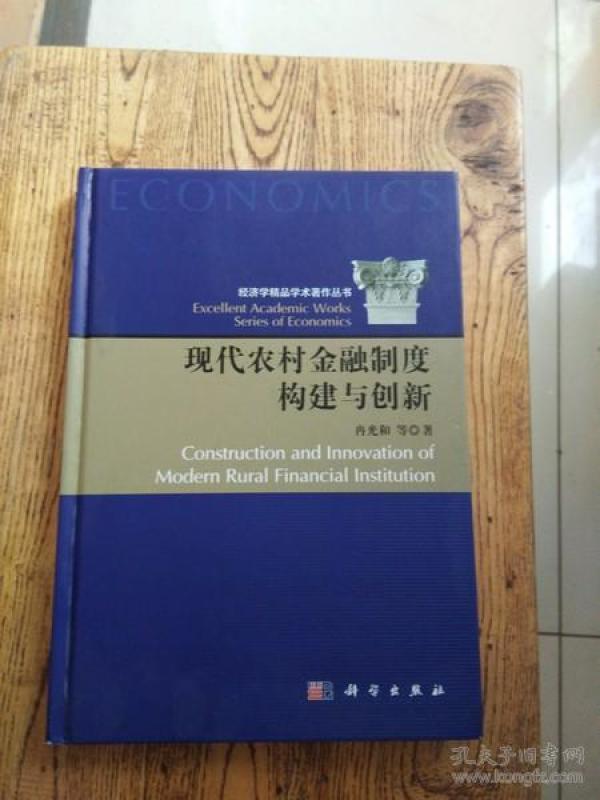 ECONOMICS
经济学精品学术著作丛书
Excellent Academic Works
Series of Economics
现代农村金融制度
构建与创新
冉光和 等◎著
Construction and Innovation of
Modern Rural Financial Institution
科学出版社
孔夫子旧书网
www.kongfz.com